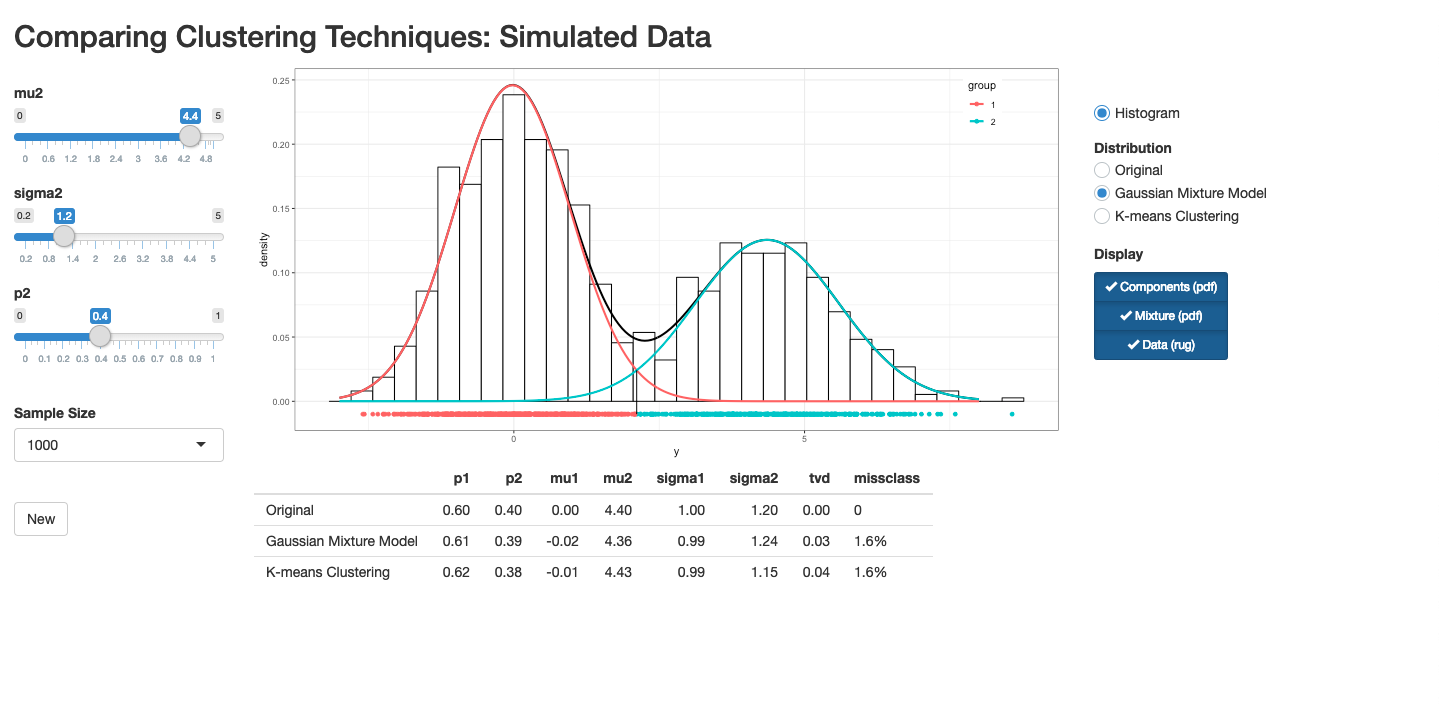 Comparing Clustering Techniques: Simulated Data
mu2
0 4.4 5
0 0.6 1.2 1.8 2.4 3 3.6 4.2 4.8
sigma2
0.2 1.2 5
0.2 0.8 1.4 2 2.6 3.2 3.8 4.4 5
p2
0 0.4 1
0 0.1 0.2 0.3 0.4 0.5 0.6 0.7 0.8 0.9 1
Sample Size
1000
New
density
0.25
0.20
0.15
0.10
0.05
0.00
group
1
2
0 5
y
p1 p2 mu1 mu2 sigma1 sigma2 tvd missclass
Original 0.60 0.40 0.00 4.40 1.00 1.20 0.00 0
Gaussian Mixture Model 0.61 0.39 -0.02 4.36 0.99 1.24 0.03 1.6%
K-means Clustering 0.62 0.38 -0.01 4.43 0.99 1.15 0.04 1.6%
Histogram
Distribution
Original
Gaussian Mixture Model
K-means Clustering
Display
Components (pdf)
Mixture (pdf)
Data (rug)